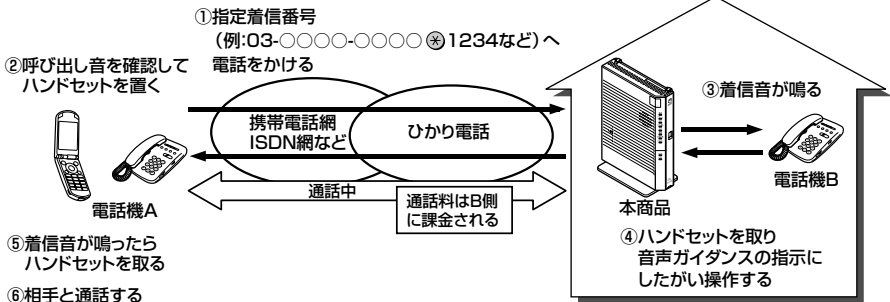 ①指定着信番号
(例:03-○○○○-○○○○✱1234など)へ
電話をかける
②呼び出し音を確認して
ハンドセットを置く
携帯電話網
ISDN網など
ひかり電話
③着信音が鳴る
通話中
通話料はB側
に課金される
電話機A
本商品
電話機B
④ハンドセットを取り
音声ガイダンスの指示に
したがい操作する
⑤着信音が鳴ったら
ハンドセットを取る
⑥相手と通話する